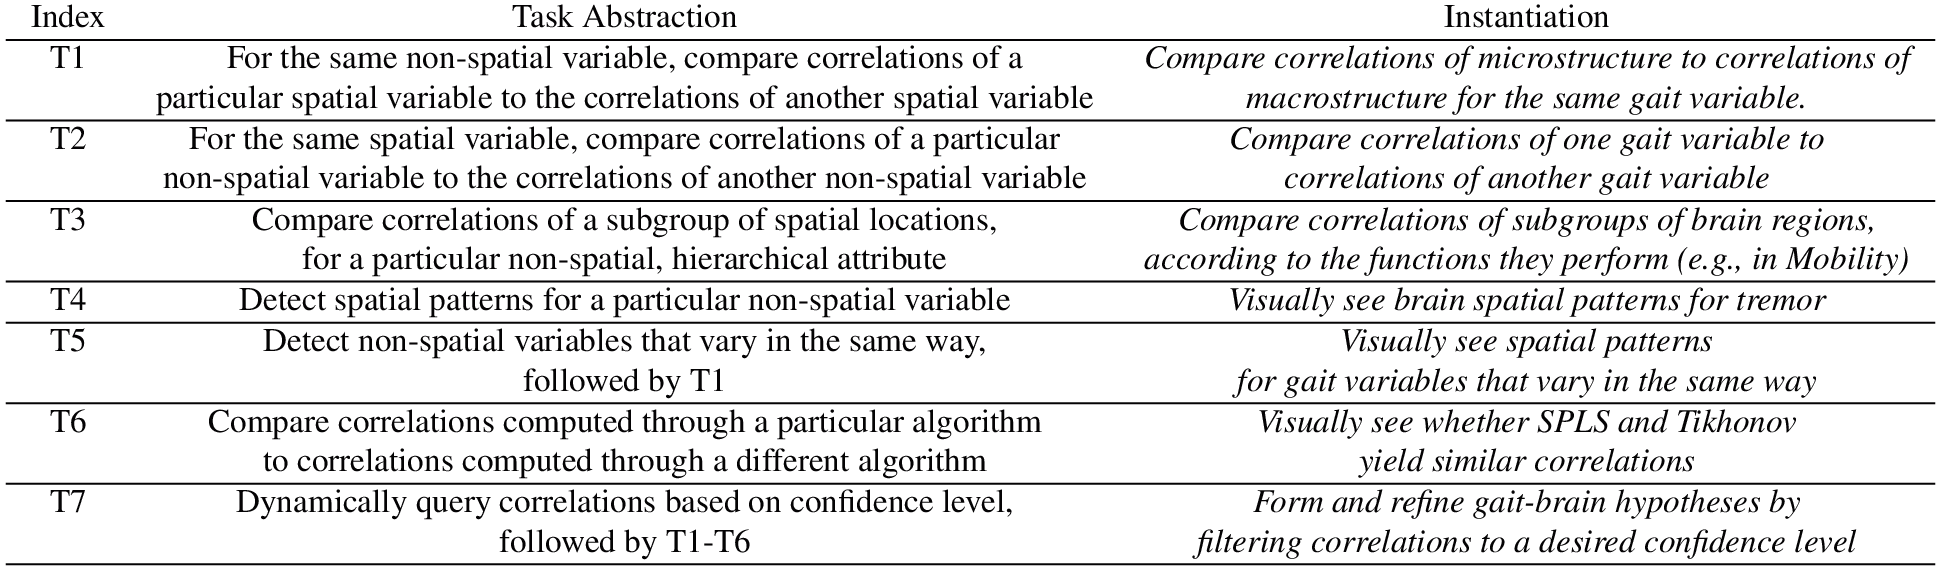 Index Task Abstraction Instantiation
T1 For the same non-spatial variable, compare correlations of a Compare correlations of microstructure to correlations of
particular spatial variable to the correlations of another spatial variable macrostructure for the same gait variable.
T2 For the same spatial variable, compare correlations of a particular Compare correlations of one gait variable to
non-spatial variable to the correlations of another non-spatial variable correlations of another gait variable
T3 Compare correlations of a subgroup of spatial locations, Compare correlations of subgroups of brain regions,
for a particular non-spatial, hierarchical attribute according to the functions they perform (e.g., in Mobility)
T4 Detect spatial patterns for a particular non-spatial variable Visually see brain spatial patterns for tremor
T5 Detect non-spatial variables that vary in the same way, Visually see spatial patterns
followed by T1 for gait variables that vary in the same way
T6 Compare correlations computed through a particular algorithm Visually see whether SPLS and Tikhonov
to correlations computed through a different algorithm yield similar correlations
T7 Dynamically query correlations based on confidence level, Form and refine gait-brain hypotheses by
followed by T1-T6 filtering correlations to a desired confidence level